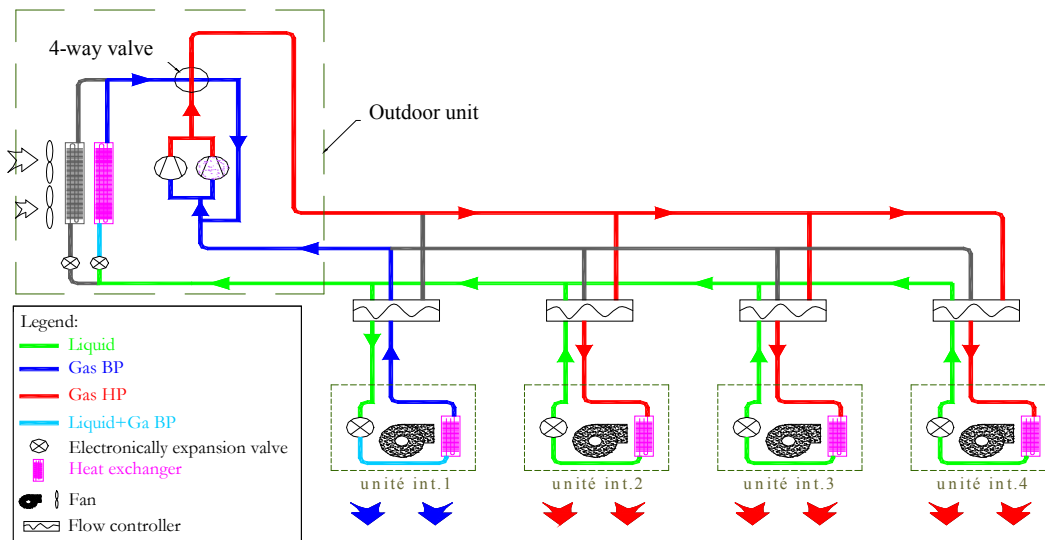 4-way valve
Outdoor unit
Legend:
Liquid
Gas BP
Gas HP
Liquid+Ga BP
Electronically expansion valve
Heat exchanger
Fan
Flow controller
unité int.1
unité int.2
unité int.3
unité int.4